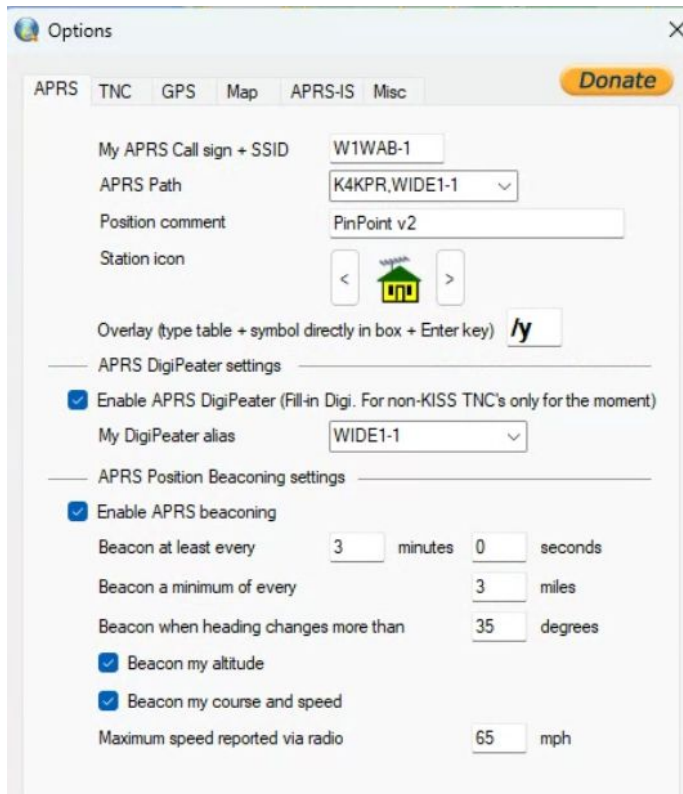 Options
Donate
APRS TNC GPS Map APRS-IS Misc
My APRS Call sign + SSID W1WAB-1
APRS Path K4KPR,WIDE1-1
Position comment PinPoint v2
Station icon < >
Overlay (type table + symbol directly in box + Enter key) /y
APRS DigiPeater settings
Enable APRS DigiPeater (Fill-in Digi. For non-KISS TNC's only for the moment)
My DigiPeater alias WIDE1-1
APRS Position Beaconing settings
Enable APRS beaconing
Beacon at least every 3 minutes 0 seconds
Beacon a minimum of every 3 miles
Beacon when heading changes more than 35 degrees
Beacon my altitude
Beacon my course and speed
Maximum speed reported via radio 65 mph